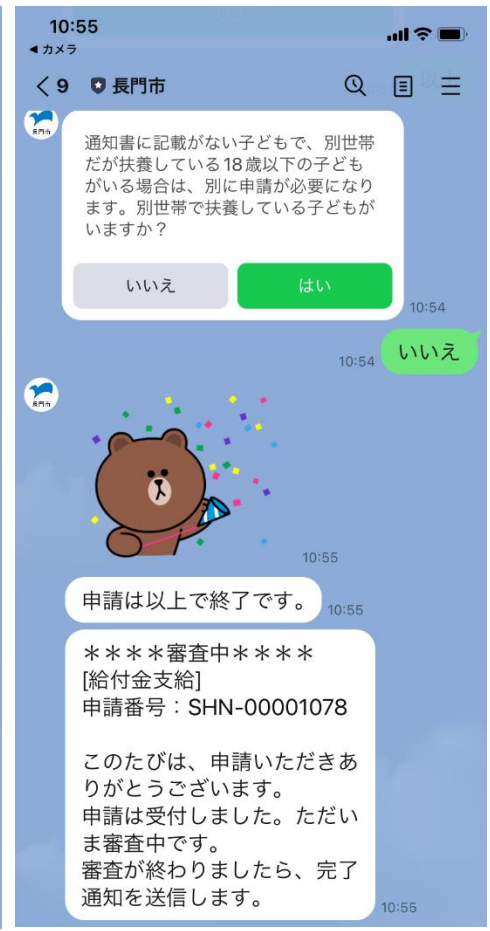 10:55
◀ カメラ
9 長門市
長門市
通知書に記載がない子どもで、別世帯
だが扶養している18歳以下の子ども
がいる場合は、別に申請が必要になり
ます。別世帯で扶養している子どもが
いますか？
いいえ はい
10:54
10:54 いいえ
長門市
10:55
申請は以上で終了です。
10:55
＊＊＊＊審査中＊＊＊＊
[給付金支給]
申請番号：SHN-00001078
このたびは、申請いただきあ
りがとうございます。
申請は受付しました。ただい
ま審査中です。
審査が終わりましたら、完了
通知を送信します。
10:55